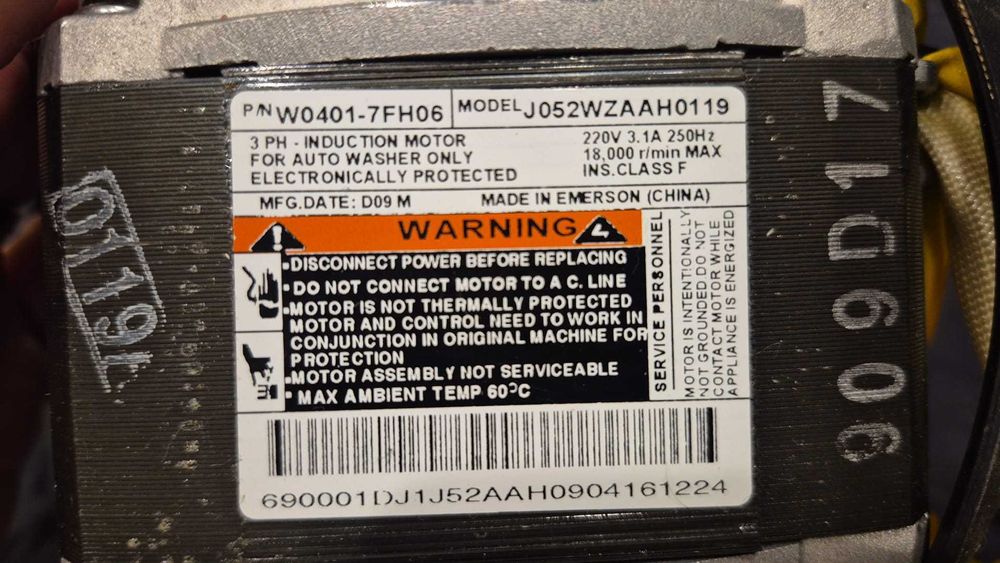 P/N W0401-7FH06 MODEL J052WZAAH0119
3 PH - INDUCTION MOTOR 220V 3.1A 250Hz
FOR AUTO WASHER ONLY 18,000 r/min MAX
ELECTRONICALLY PROTECTED INS.CLASS F
MFG.DATE: D09 M MADE IN EMERSON (CHINA)
WARNING
•DISCONNECT POWER BEFORE REPLACING
•DO NOT CONNECT MOTOR TO A C. LINE
•MOTOR IS NOT THERMALLY PROTECTED
MOTOR AND CONTROL NEED TO WORK IN
CONJUNCTION IN ORIGINAL MACHINE FOR
PROTECTION
•MOTOR ASSEMBLY NOT SERVICEABLE
• MAX AMBIENT TEMP 60°C
SERVICE PERSONNEL
MOTOR IS INTENTIONALLY
NOT GROUNDED DO NOT
CONTACT MOTOR WHILE
APPLIANCE IS ENERGIZED
690001DJ1J52AAH0904161224
0119L
909D17